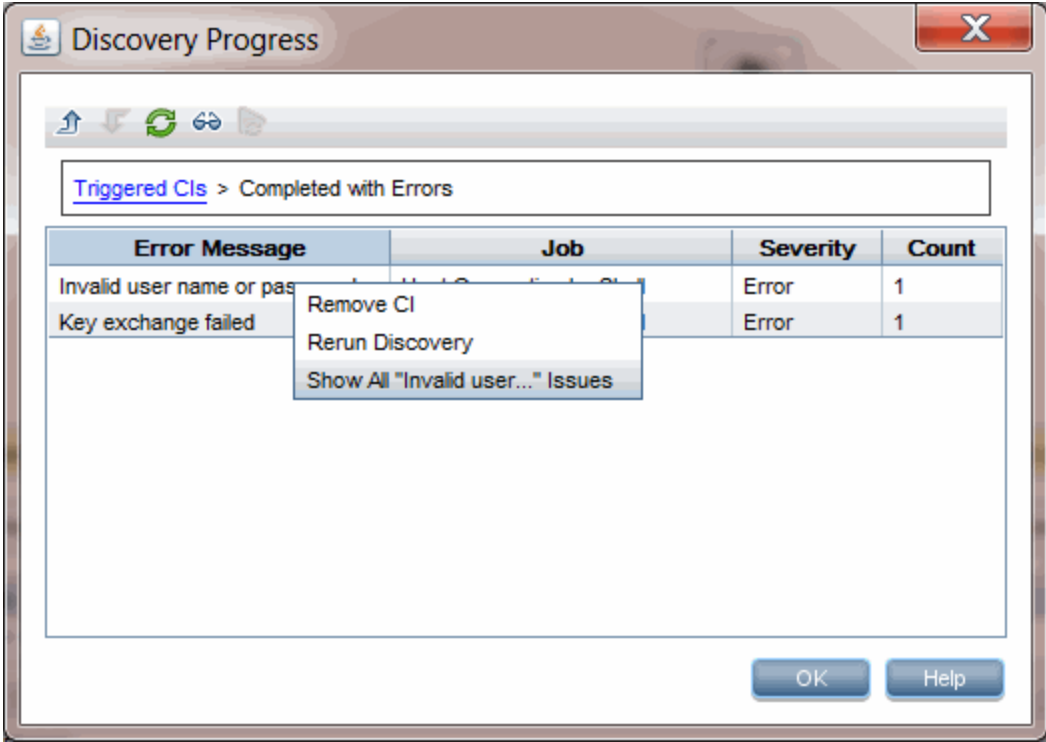 Discovery Progress
Triggered CIs > Completed with Errors
Error Message Job Severity Count
Invalid user name or Error 1
Key exchange failed Error 1
Remove CI
Rerun Discovery
Show All "Invalid user..." Issues
OK Help